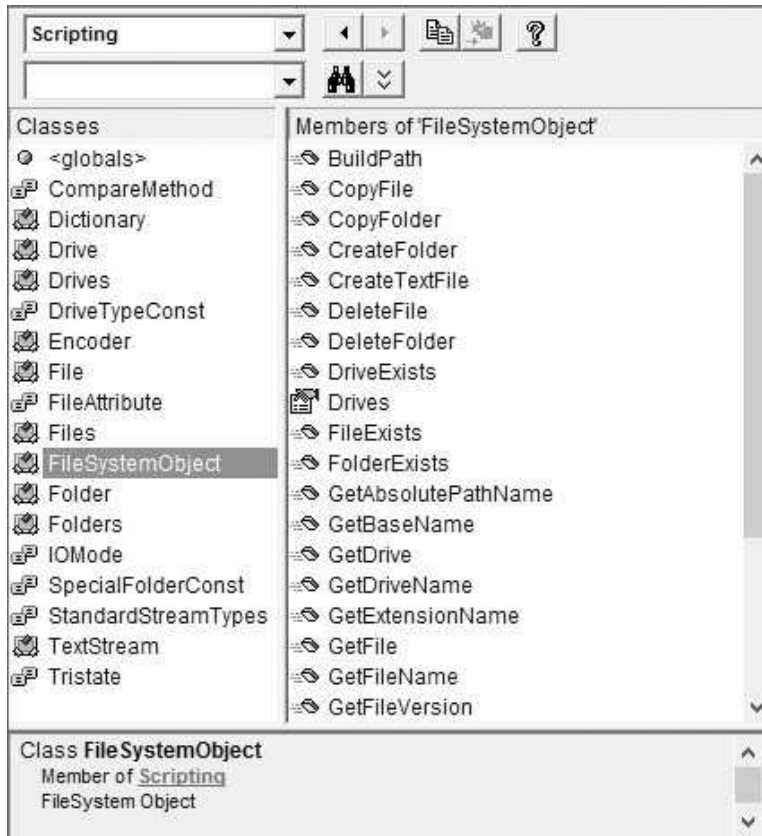 Scripting
Classes
<globals>
CompareMethod
Dictionary
Drive
Drives
DriveTypeConst
Encoder
File
FileAttribute
Files
FileSystemObject
Folder
Folders
IOMode
SpecialFolderConst
StandardStreamTypes
TextStream
Tristate
Members of 'FileSystemObject'
BuildPath
CopyFile
CopyFolder
CreateFolder
CreateTextFile
DeleteFile
DeleteFolder
DriveExists
Drives
FileExists
FolderExists
GetAbsolutePathName
GetBaseName
GetDrive
GetDriveName
GetExtensionName
GetFile
GetFileName
GetFileVersion
Class FileSystemObject
Member of Scripting
FileSystem Object